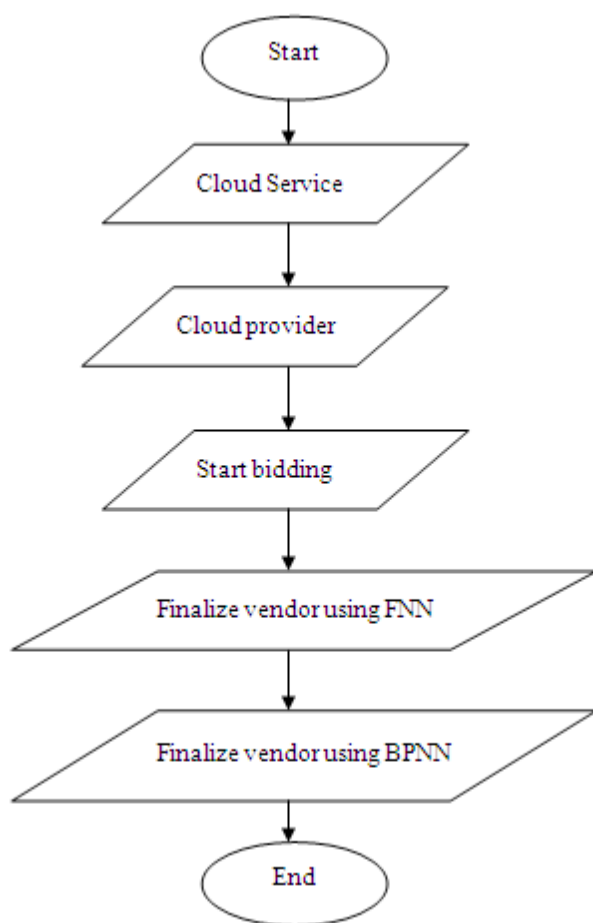 Start
Cloud Service
Cloud provider
Start bidding
Finalize vendor using FNN
Finalize vendor using BPNN
End